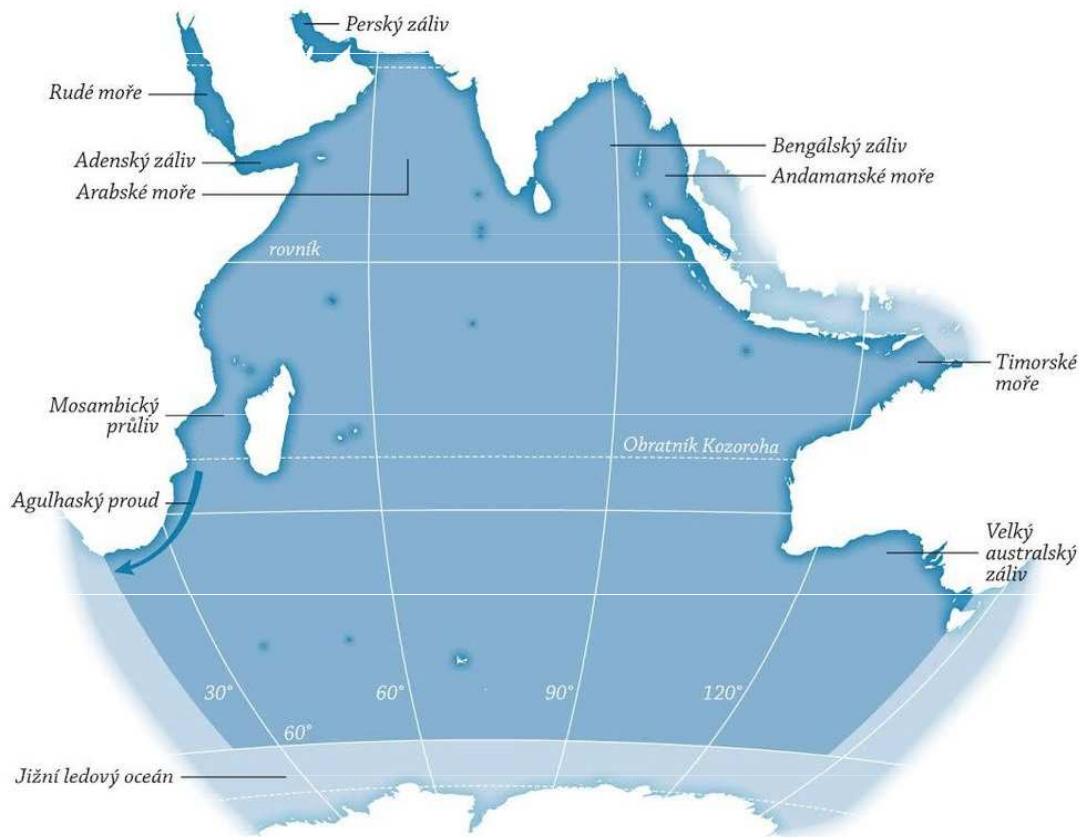 Perský záliv
Rudé moře
Bengálský záliv
Adenský záliv
Andamanské moře
Arabské moře
rovník
Timorské
moře
Mosambický
průliv
Obratník Kozoroha
Agulhaský proud
Velký
australský
záliv
30°
60°
90°
120°
60°
Jižní ledový oceán